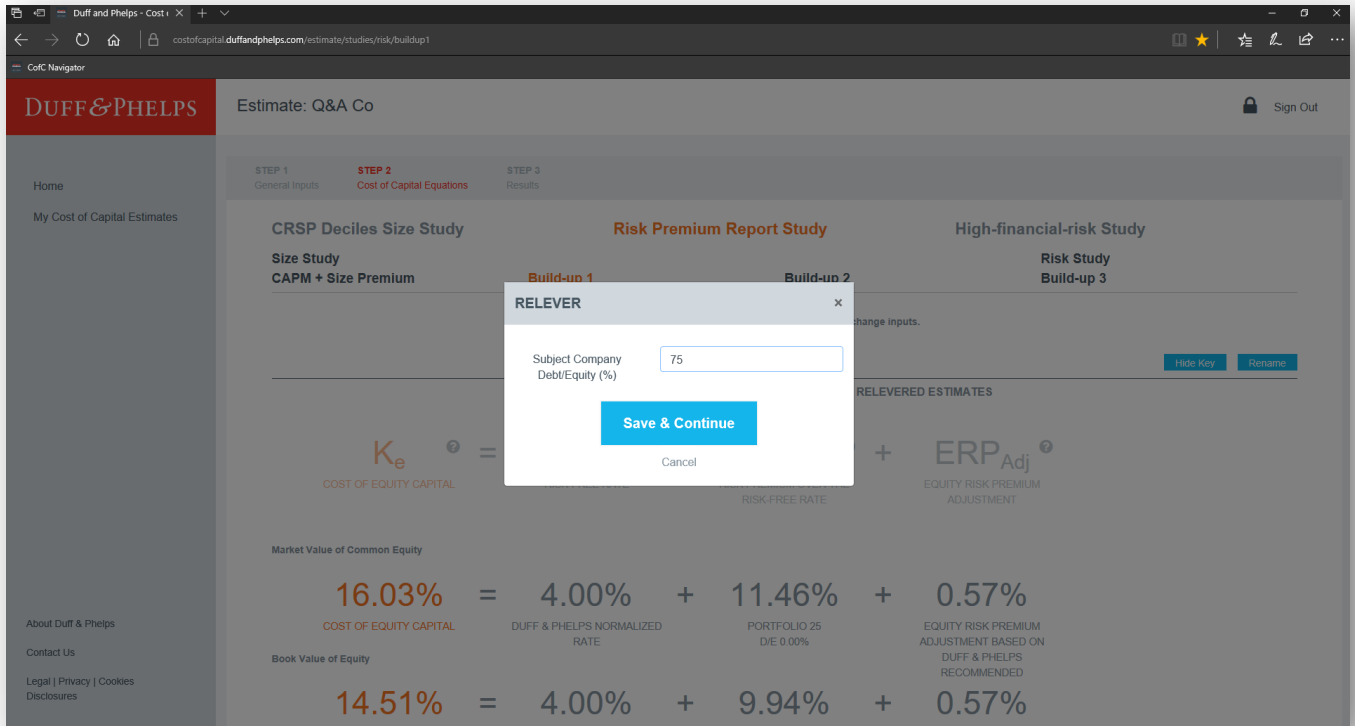 Duff and Phelps - Cost
costofcapital.duffandphelps.com/estimate/studies/risk/buildup1
CofC Navigator
DUFF & PHELPS
Estimate: Q&A Co
Sign Out
Home
My Cost of Capital Estimates
STEP 1
General Inputs
STEP 2
Cost of Capital Equations
STEP 3
Results
CRSP Deciles Size Study
Risk Premium Report Study
High-financial-risk Study
Size Study
Risk Study
CAPM + Size Premium
Build-up 1
Build-up 2
Build-up 3
RELEVER
×
change inputs.
Subject Company
Debt/Equity (%)
75
Hide Key
Rename
RELEVERED ESTIMATES
Save & Continue
Cancel
Ke ? = + ERPAdj ?
COST OF EQUITY CAPITAL
RISK-FREE RATE
EQUITY RISK PREMIUM
ADJUSTMENT
Market Value of Common Equity
16.03% = 4.00% + 11.46% + 0.57%
COST OF EQUITY CAPITAL
DUFF & PHELPS NORMALIZED
RATE
PORTFOLIO 25
D/E 0.00%
EQUITY RISK PREMIUM
ADJUSTMENT BASED ON
DUFF & PHELPS
RECOMMENDED
Book Value of Equity
14.51% = 4.00% + 9.94% + 0.57%
About Duff & Phelps
Contact Us
Legal | Privacy | Cookies
Disclosures